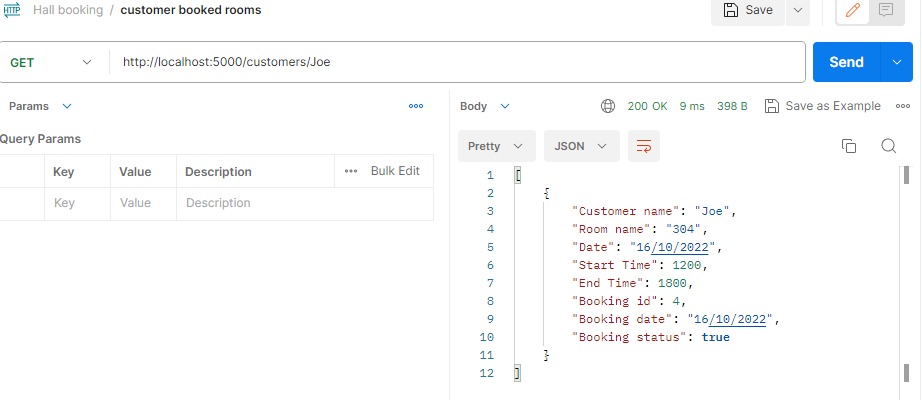 HTTP Hall booking / customer booked rooms Save
GET http://localhost:5000/customers/Joe Send
Params
Query Params
Key Value Description Bulk Edit
Key Value Description
Body 200 OK 9 ms 398 B Save as Example
Pretty JSON
1 [
2 {
3 "Customer name": "Joe",
4 "Room name": "304",
5 "Date": "16/10/2022",
6 "Start Time": 1200,
7 "End Time": 1800,
8 "Booking id": 4,
9 "Booking date": "16/10/2022",
10 "Booking status": true
11 }
12 ]